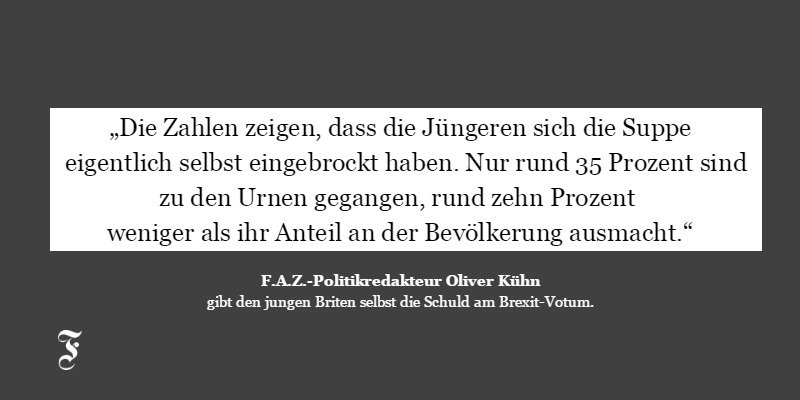 „Die Zahlen zeigen, dass die Jüngeren sich die Suppe
eigentlich selbst eingebrockt haben. Nur rund 35 Prozent sind
zu den Urnen gegangen, rund zehn Prozent
weniger als ihr Anteil an der Bevölkerung ausmacht.“
F.A.Z.-Politikredakteur Oliver Kühn
gibt den jungen Briten selbst die Schuld am Brexit-Votum.
F